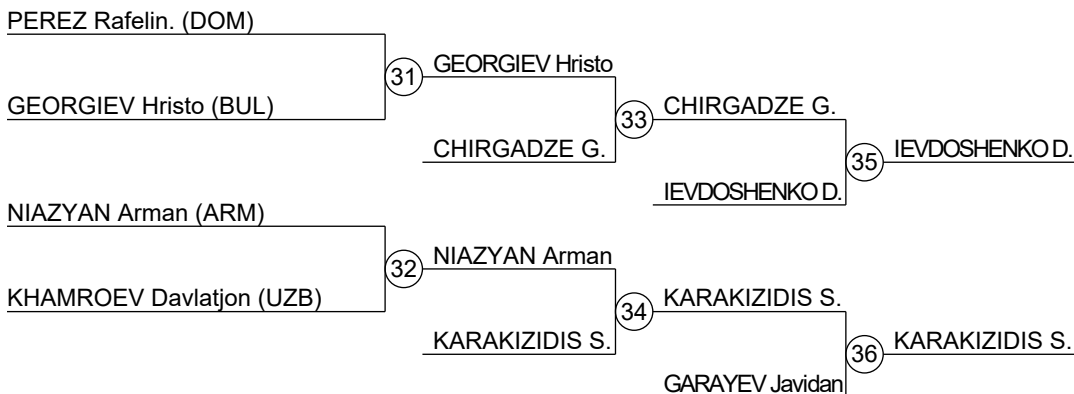 PEREZ Rafelin. (DOM)
31
GEORGIEV Hristo
GEORGIEV Hristo (BUL)
33
CHIRGADZE G.
CHIRGADZE G.
35
IEVDOSHENKO D.
IEVDOSHENKO D.
NIAZYAN Arman (ARM)
32
NIAZYAN Arman
KHAMROEV Davlatjon (UZB)
34
KARAKIZIDIS S.
KARAKIZIDIS S.
36
KARAKIZIDIS S.
GARAYEV Javidan